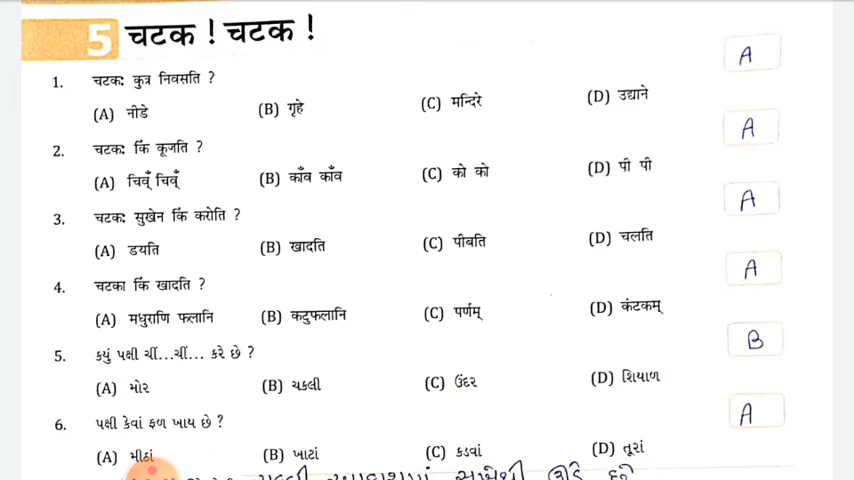 5 चटक ! चटक !
1. चटकः कुत्र निवसति ? A
(A) नीडे (B) गृहे (C) मन्दिरे (D) उद्याने
2. चटकः किं कूजति ? A
(A) चिवुँ चिवुँ (B) काँव काँव (C) को को (D) पी पी
3. चटकः सुखेन किं करोति ? A
(A) डयति (B) खादति (C) पीबति (D) चलति
4. चटका किं खादति ? A
(A) मधुराणि फलानि (B) कटुफलानि (C) पर्णम् (D) कंटकम्
5. કયું પક્ષી ચીં...ચીં... કરે છે ? B
(A) મોર (B) ચકલી (C) ઉંદર (D) શિયાળ
6. પક્ષી કેવાં ફળ ખાય છે ? A
(A) મીઠાં (B) ખાટાં (C) કડવાં (D) તૂરાં